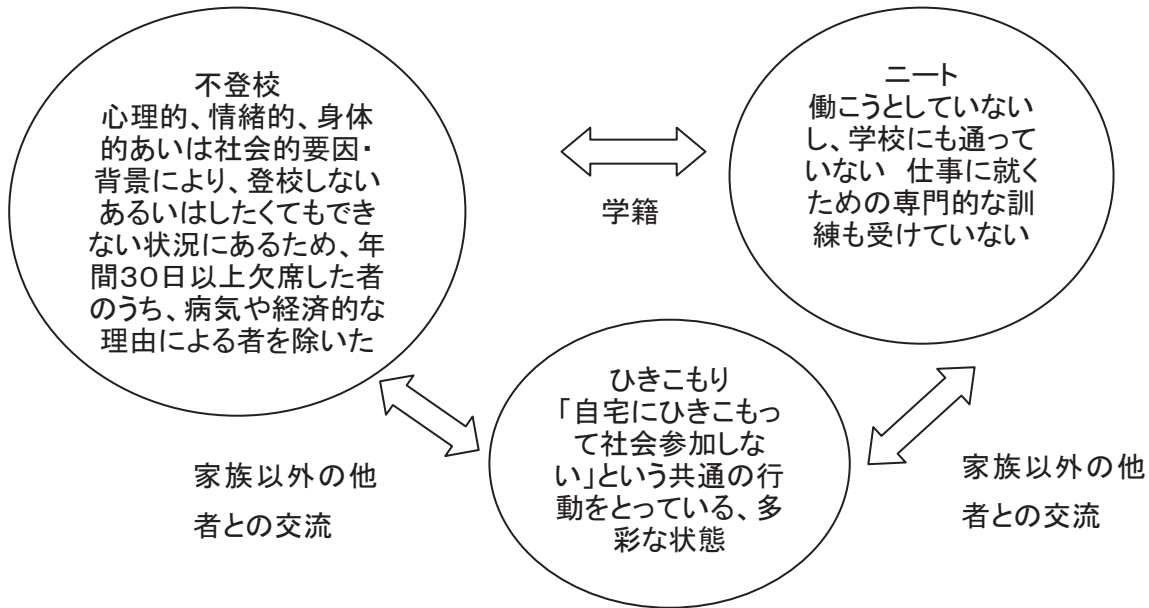 不登校
心理的、情緒的、身体
的あいは社会的要因・
背景により、登校しない
あるいはしたくてもでき
ない状況にあるため、年
間30日以上欠席した者
のうち、病気や経済的な
理由による者を除いた
学籍
ニート
働こうとしていない
し、学校にも通って
いない 仕事に就く
ための専門的な訓
練も受けていない
家族以外の他
者との交流
ひきこもり
「自宅にひきこもっ
て社会参加しな
い」という共通の行
動をとっている、多
彩な状態
家族以外の他
者との交流